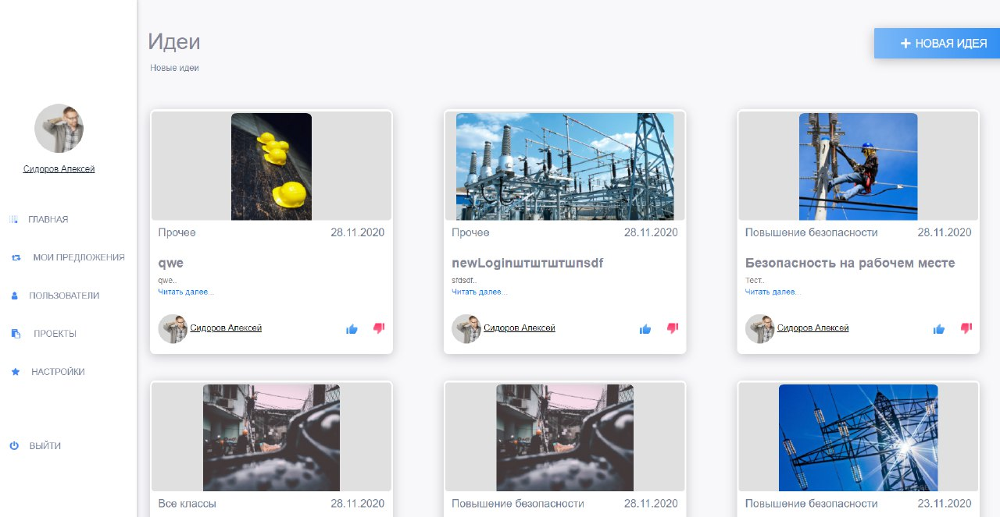 Идеи
НОВАЯ ИДЕЯ
Новые идеи
Сидоров Алексей
ГЛАВНАЯ
МОИ ПРЕДЛОЖЕНИЯ
ПОЛЬЗОВАТЕЛИ
ПРОЕКТЫ
НАСТРОЙКИ
ВЫЙТИ
Прочее 28.11.2020
qwe
qwe..
Читать далее...
Сидоров Алексей
Прочее 28.11.2020
newLoginштштштшпsdf
sfdsdf..
Читать далее...
Сидоров Алексей
Повышение безопасности 28.11.2020
Безопасность на рабочем месте
Тест..
Читать далее...
Сидоров Алексей
Все классы 28.11.2020
Повышение безопасности 28.11.2020
Повышение безопасности 23.11.2020